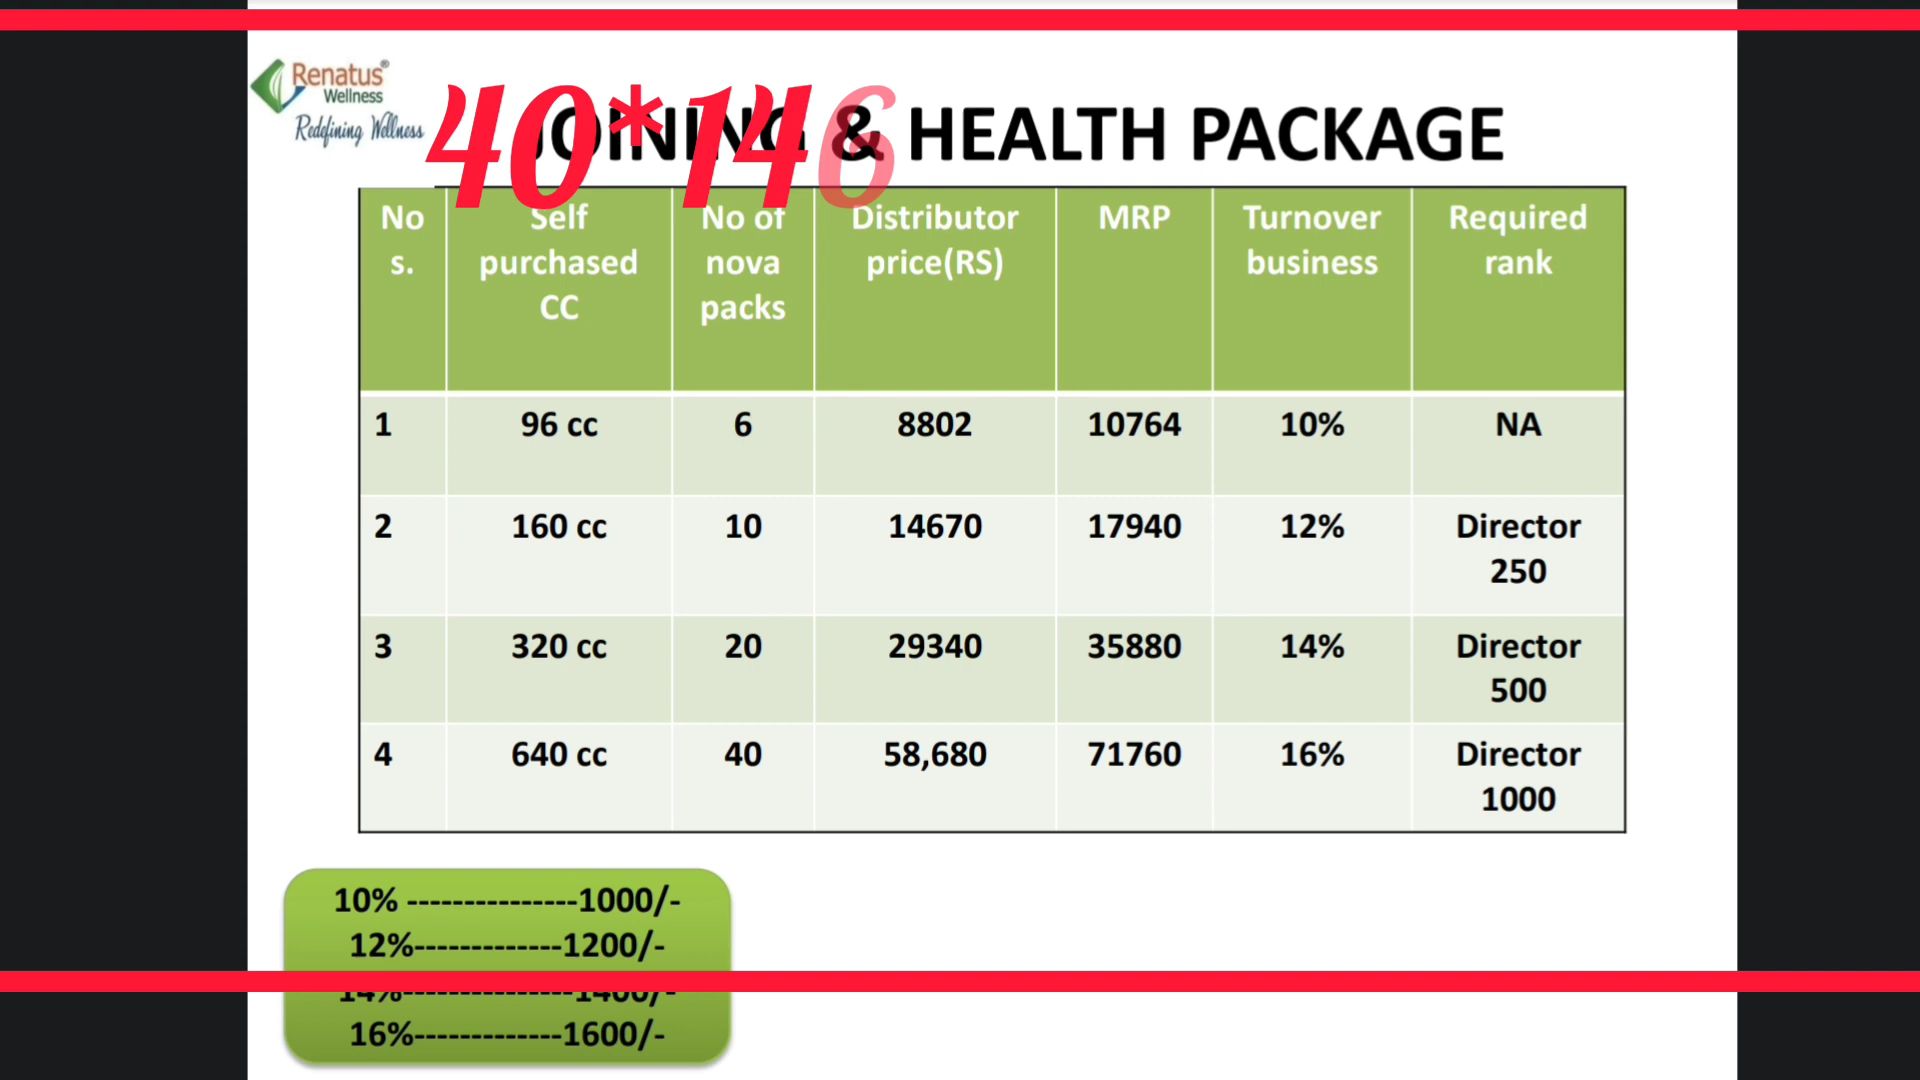 Renatus®
Wellness
Redefining Wellness
40*146
JOINING & HEALTH PACKAGE
No s. Self purchased CC No of nova packs Distributor price(RS) MRP Turnover business Required rank
1 96 cc 6 8802 10764 10% NA
2 160 cc 10 14670 17940 12% Director 250
3 320 cc 20 29340 35880 14% Director 500
4 640 cc 40 58,680 71760 16% Director 1000
10% ---------------1000/-
12%-------------1200/-
14%---------------1400/-
16%-------------1600/-